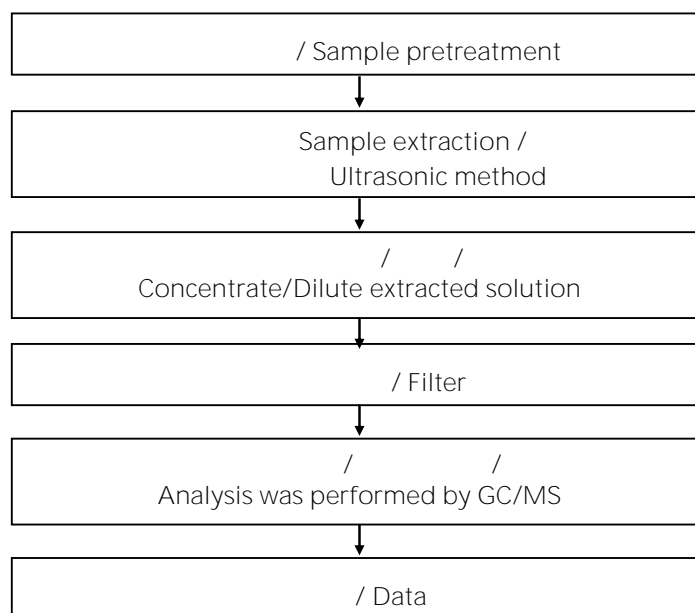 / Sample pretreatment
Sample extraction /
Ultrasonic method
/ /
Concentrate/Dilute extracted solution
/ Filter
/ /
Analysis was performed by GC/MS
/ Data